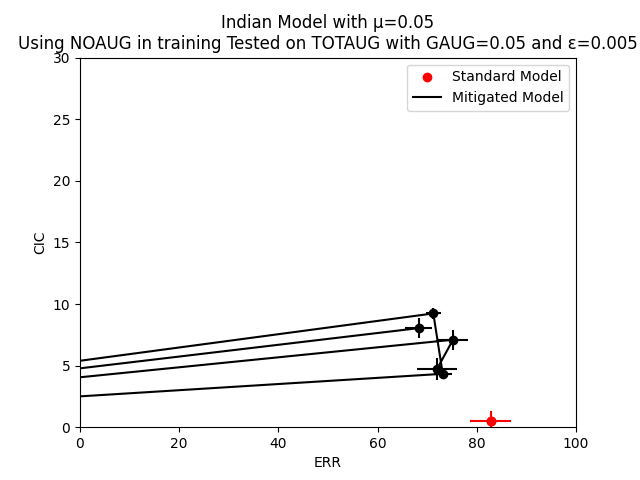 Indian Model with μ=0.05
Using NOAUG in training Tested on TOTAUG with GAUG=0.05 and ε=0.005
Standard Model
Mitigated Model
CIC
30
25
20
15
10
5
0
0 20 40 60 80 100
ERR